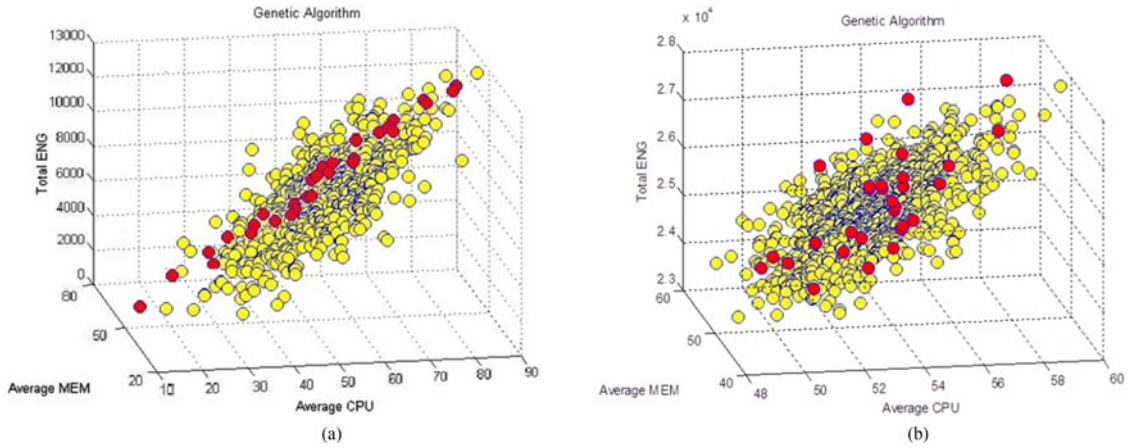 Genetic Algorithm
13000
12000
10000
8000
6000
4000
2000
0
Total ENG
80
50
20
Average MEM
10 20 30 40 50 60 70 80 90
Average CPU
(a)
x 10^4
Genetic Algorithm
2.8
2.7
2.6
2.5
2.4
2.3
Total ENG
60
50
40
Average MEM
48 50 52 54 56 58 60
Average CPU
(b)